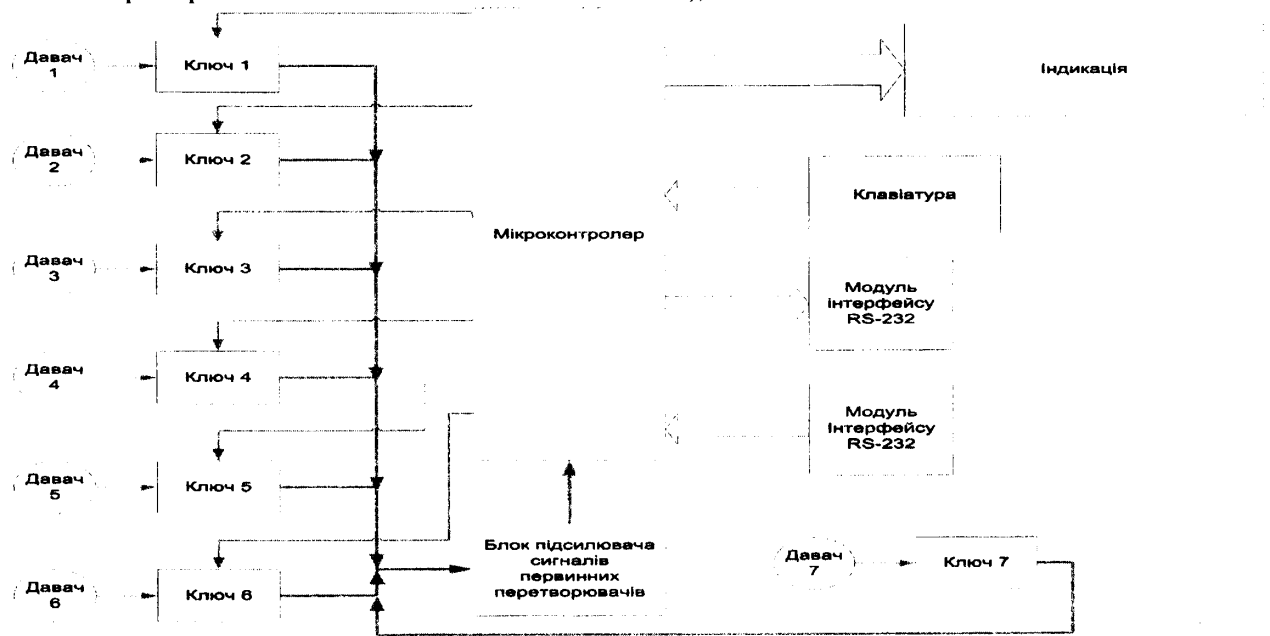 Давач
1
Ключ 1
Індикація
Давач
2
Ключ 2
Клавіатура
Мікроконтролер
Давач
3
Ключ 3
Модуль
інтерфейсу
RS-232
Давач
4
Ключ 4
Модуль
Інтерфейсу
RS-232
Давач
5
Ключ 5
Блок підсилювача
сигналів
первинних
перетворювачів
Давач
7
Ключ 7
Давач
6
Ключ 6